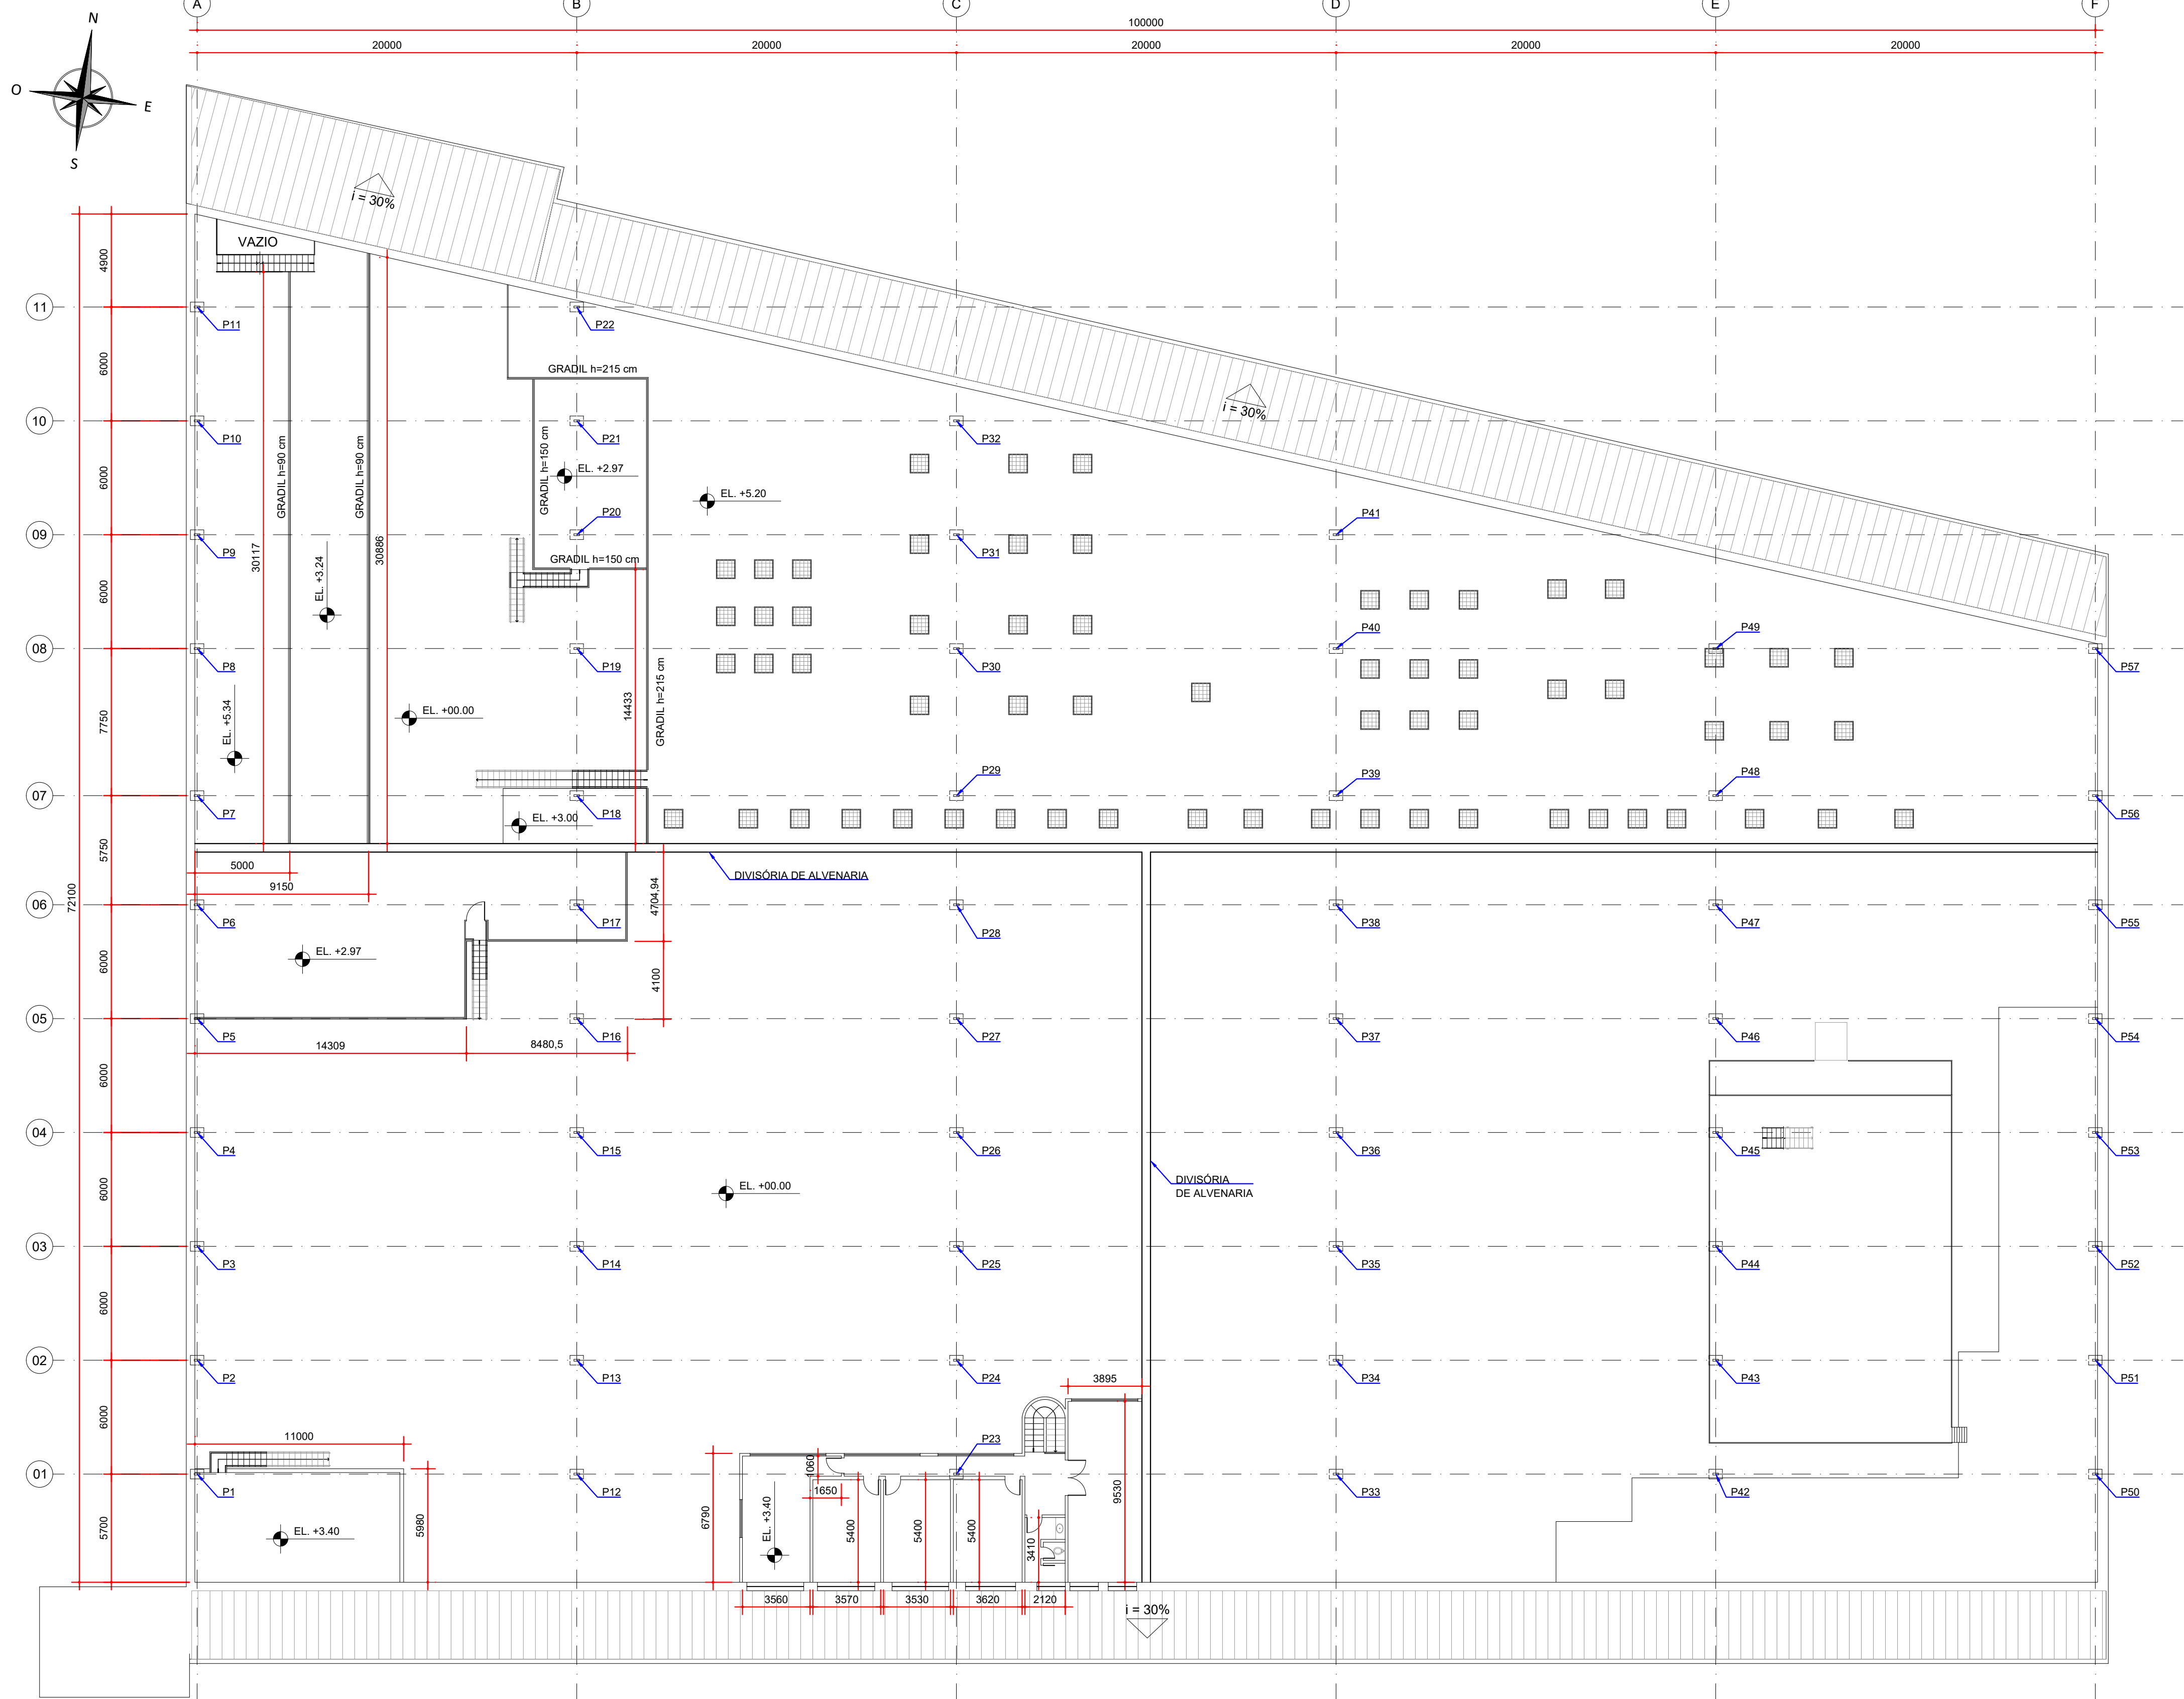 A
B
C
D
E
F
100000
20000
20000
20000
20000
20000
N
O
E
S
i = 30%
VAZIO
4900
11
P11
P22
6000
GRADIL h=215 cm
i = 30%
10
P10
P21
P32
GRADIL h=90 cm
GRADIL h=90 cm
GRADIL h=150 cm
EL. +2.97
6000
EL. +5.20
P20
P41
09
P9
P31
30117
30886
GRADIL h=150 cm
EL. +3.24
6000
P40
P49
08
P8
P19
P30
P57
EL. +5.34
EL. +00.00
14433
GRADIL h=215 cm
7750
P29
P39
P48
07
P7
P18
P56
EL. +3.00
5750
5000
DIVISÓRIA DE ALVENARIA
9150
4704,94
72100
06
P6
P17
P28
P38
P47
P55
EL. +2.97
6000
4100
05
P5
P16
P27
P37
P46
P54
14309
8480,5
6000
04
P4
P15
P26
P36
P45
P53
EL. +00.00
DIVISÓRIA
DE ALVENARIA
6000
03
P3
P14
P25
P35
P44
P52
6000
02
P2
P13
P24
P34
P43
P51
3895
6000
11000
P23
01
P1
P12
P33
P42
P50
1060
1650
9530
5700
EL. +3.40
5980
6790
EL. +3.40
5400
5400
5400
3410
3560
3570
3530
3620
2120
i = 30%